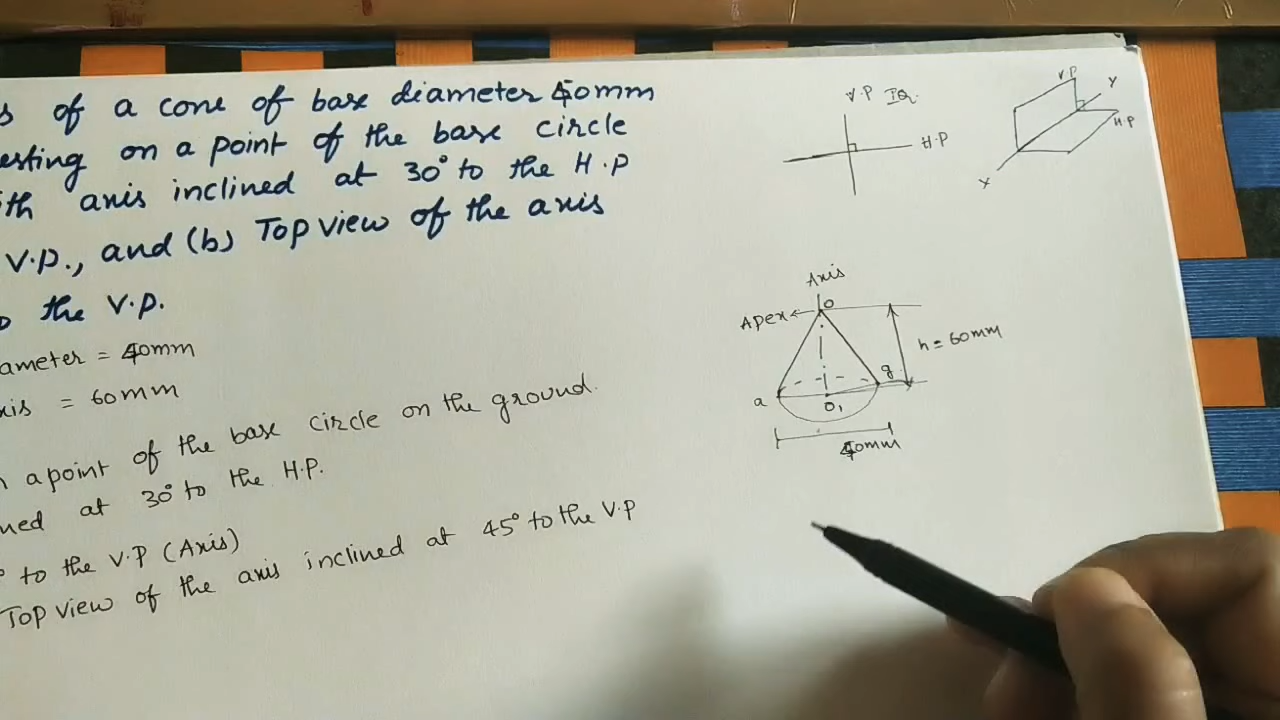 s of a cone of base diameter 40mm
esting on a point of the base circle
ith axis inclined at 30° to the H.P
V.P., and (b) Top view of the axis
o the V.P.
ameter = 40mm
xis = 60mm
n a point of the base circle on the ground.
ned at 30° to the H.P.
° to the V.P (Axis)
Top view of the axis inclined at 45° to the V.P
V.P
H.P
V.P
Y
H.P
X
Axis
O
Apex
h = 60mm
a
g
O1
40mm